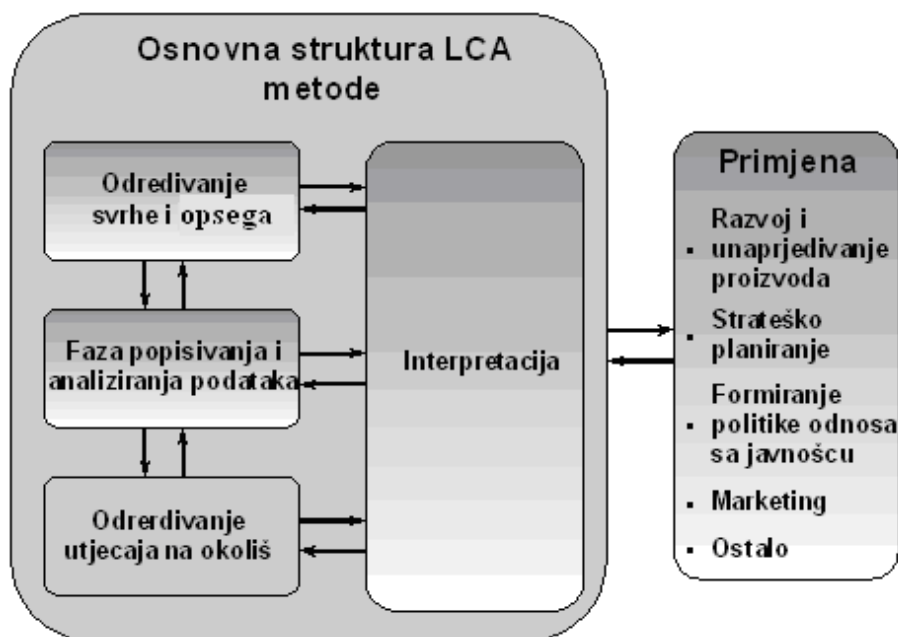 Osnovna struktura LCA
metode
Odredivanje
svrhe i opsega
Faza popisivanja i
analiziranja podataka
Odrerdivanje
utjecaja na okoliš
Interpretacija
Primjena
Razvoj i
▪ unaprjedivanje
proizvoda
▪ Strateško
planiranje
Formiranje
▪ politike odnosa
sa javnošcu
▪ Marketing
▪ Ostalo